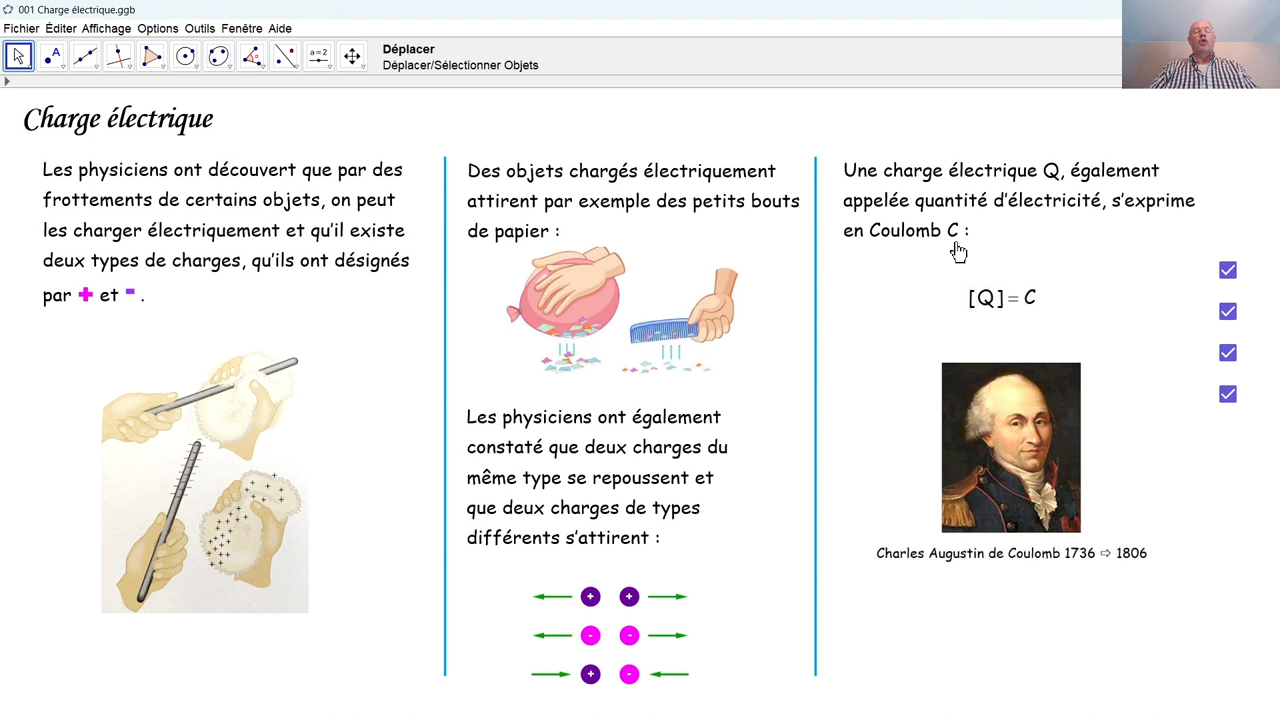 001 Charge électrique.ggb
Fichier Éditer Affichage Options Outils Fenêtre Aide
A
a=2
Déplacer
Déplacer/Sélectionner Objets
Charge électrique
Les physiciens ont découvert que par des
frottements de certains objets, on peut
les charger électriquement et qu'il existe
deux types de charges, qu'ils ont désignés
par + et - .
Des objets chargés électriquement
attirent par exemple des petits bouts
de papier :
Les physiciens ont également
constaté que deux charges du
même type se repoussent et
que deux charges de types
différents s'attirent :
+ +
- -
+ -
Une charge électrique Q, également
appelée quantité d'électricité, s'exprime
en Coulomb C :
[Q] = C
Charles Augustin de Coulomb 1736 ⇨ 1806